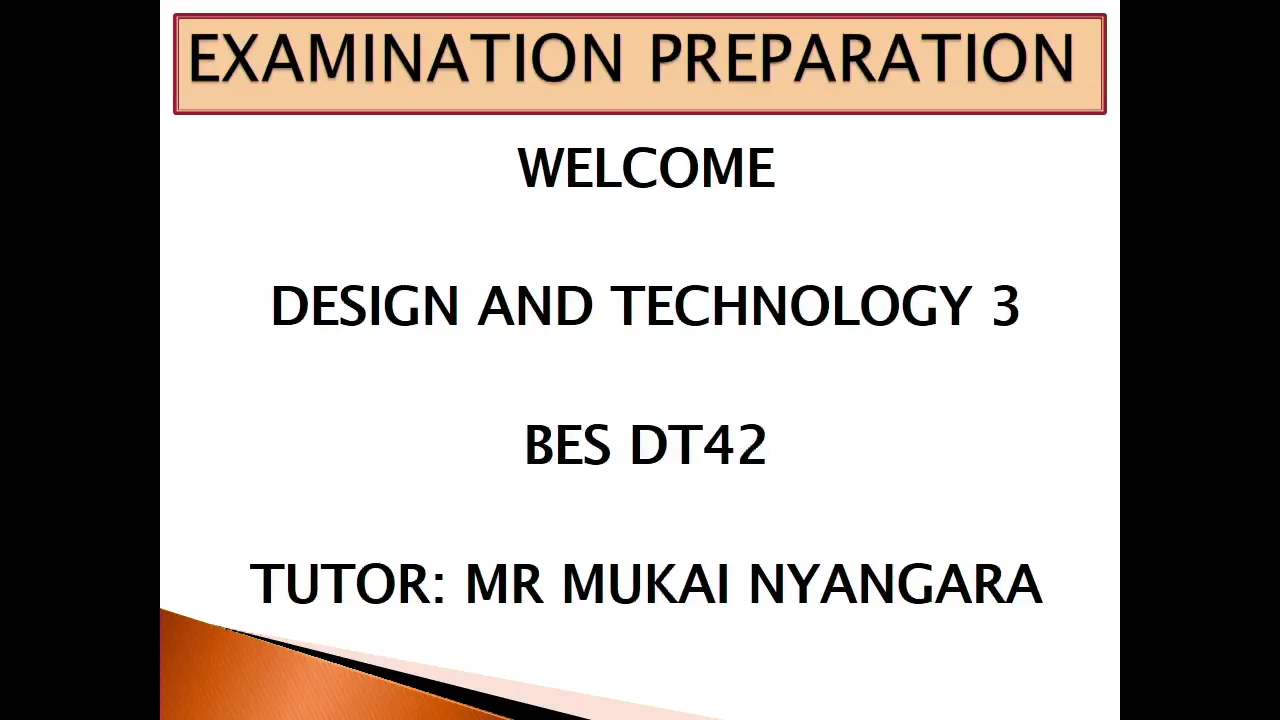 EXAMINATION PREPARATION
WELCOME
DESIGN AND TECHNOLOGY 3
BES DT42
TUTOR: MR MUKAI NYANGARA